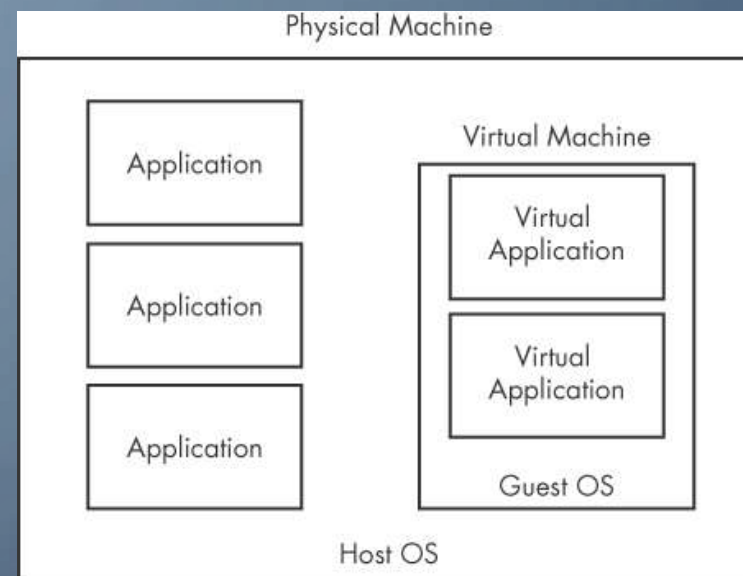 Physical Machine
Application
Application
Application
Virtual Machine
Virtual
Application
Virtual
Application
Guest OS
Host OS